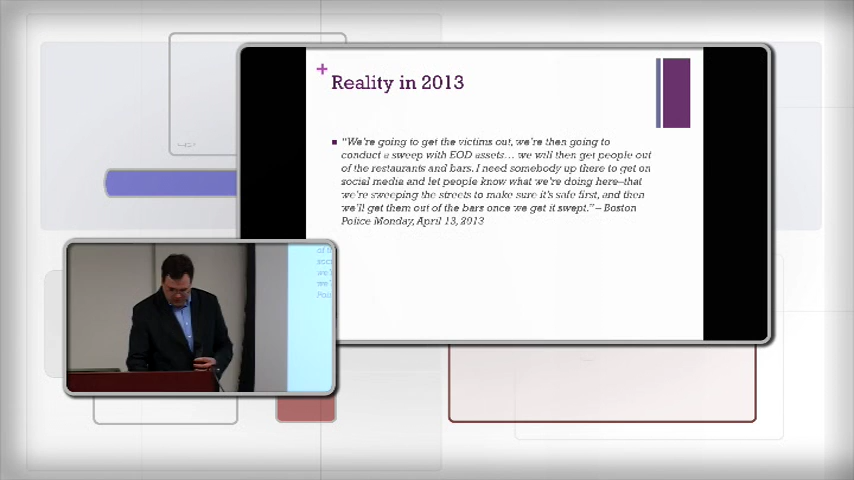 +
Reality in 2013
“We’re going to get the victims out, we’re then going to
conduct a sweep with EOD assets… we will then get people out
of the restaurants and bars. I need somebody up there to get on
social media and let people know what we’re doing here–that
we’re sweeping the streets to make sure it’s safe first, and then
we’ll get them out of the bars once we get it swept.” – Boston
Police Monday, April 13, 2013
of
soci
we’
we’